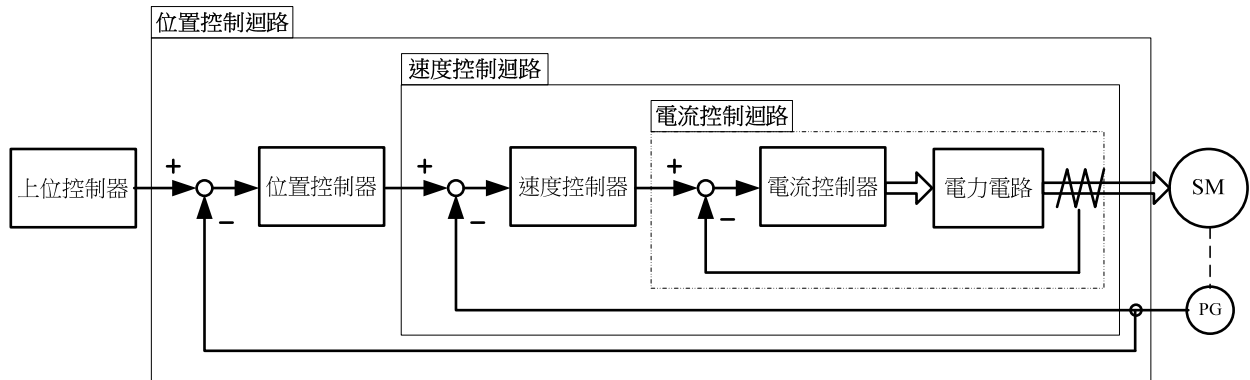 位置控制迴路
速度控制迴路
電流控制迴路
上位控制器
+
−
位置控制器
+
−
速度控制器
+
−
電流控制器
電力電路
SM
PG